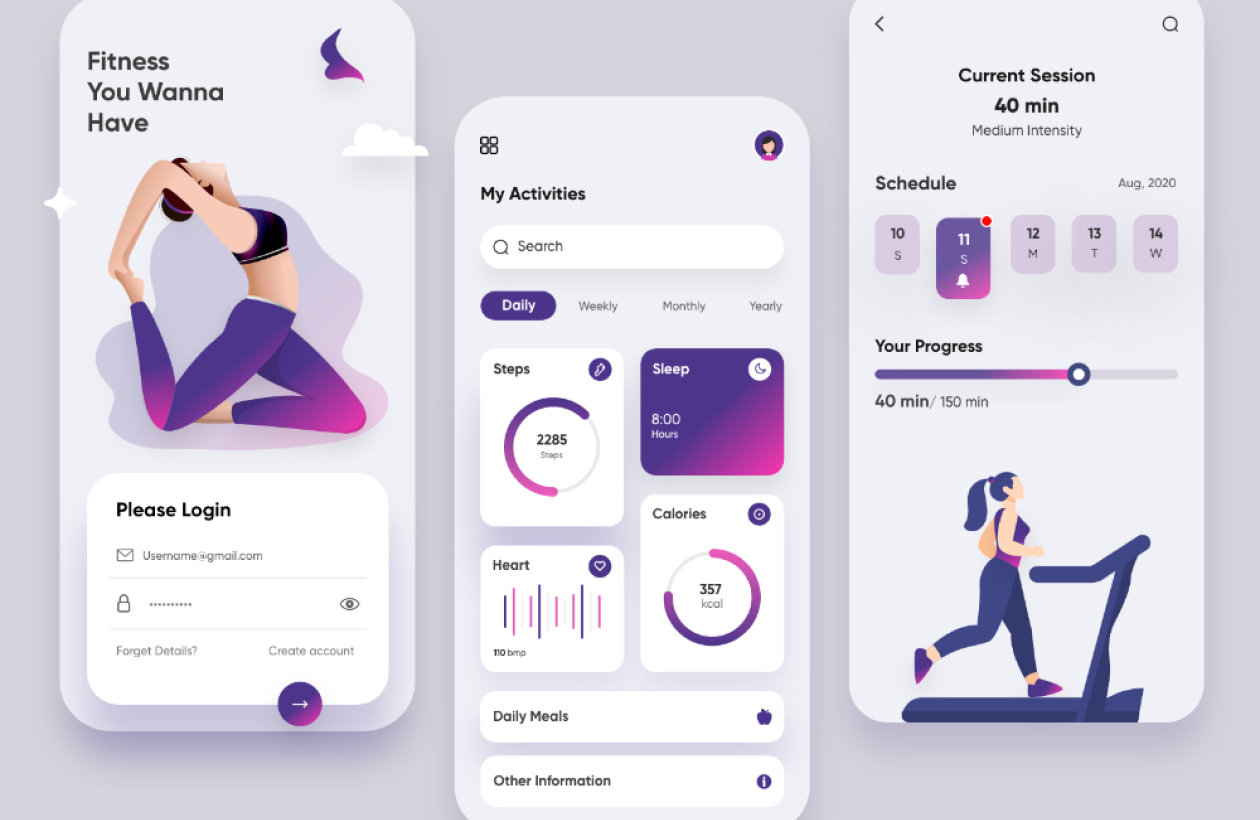 Fitness
You Wanna
Have
Please Login
Username@gmail.com
Forget Details?
Create account
My Activities
Search
Daily
Weekly
Monthly
Yearly
Steps
2285
Steps
Sleep
8:00
Hours
Heart
110 bmp
Calories
357
kcal
Daily Meals
Other Information
Current Session
40 min
Medium Intensity
Schedule
Aug, 2020
10
S
11
S
12
M
13
T
14
W
Your Progress
40 min/ 150 min